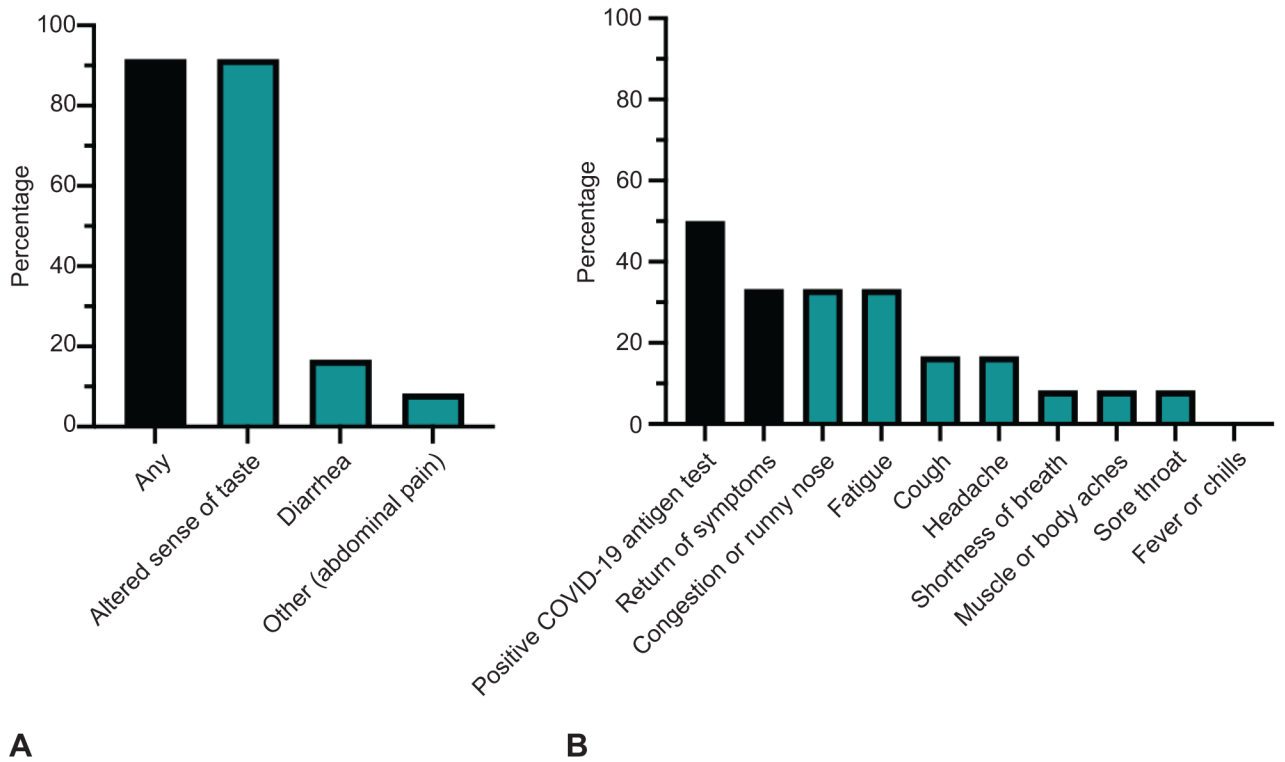 100
80
60
40
20
0
Percentage
Any
Altered sense of taste
Diarrhea
Other (abdominal pain)
A
100
80
60
40
20
0
Percentage
Positive COVID-19 antigen test
Return of symptoms
Congestion or runny nose
Fatigue
Cough
Headache
Shortness of breath
Muscle or body aches
Sore throat
Fever or chills
B